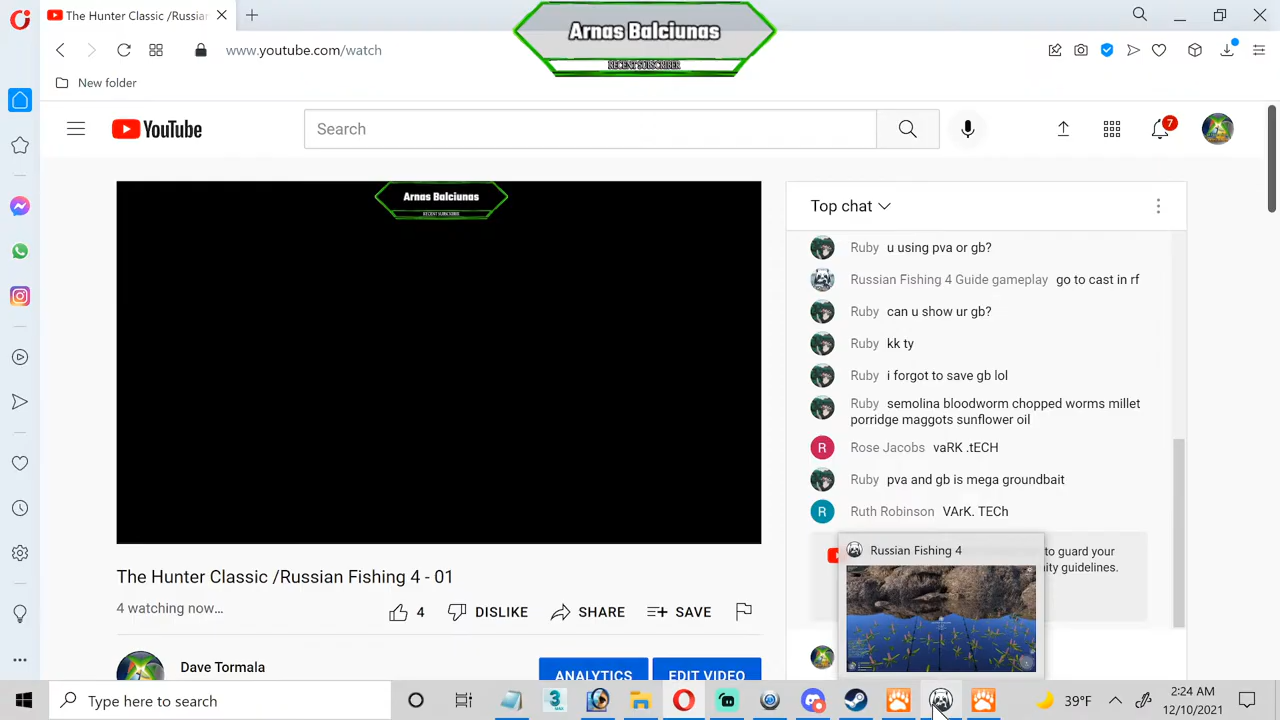 The Hunter Classic /Russian
Arnas Balciunas
RECENT SUBSCRIBER
www.youtube.com/watch
New folder
YouTube
Search
7
Arnas Balciunas
RECENT SUBSCRIBER
Top chat
Ruby u using pva or gb?
Russian Fishing 4 Guide gameplay go to cast in rf
Ruby can u show ur gb?
Ruby kk ty
Ruby i forgot to save gb lol
Ruby semolina bloodworm chopped worms millet
porridge maggots sunflower oil
R Rose Jacobs vaRK .tECH
Ruby pva and gb is mega groundbait
R Ruth Robinson VArK. TECh
Russian Fishing 4
to guard your
ity guidelines.
The Hunter Classic /Russian Fishing 4 - 01
4 watching now...
4 DISLIKE SHARE SAVE
Dave Tormala
ANALYTICS EDIT VIDEO
Type here to search
3
39°F
2:24 AM
12/10/2021